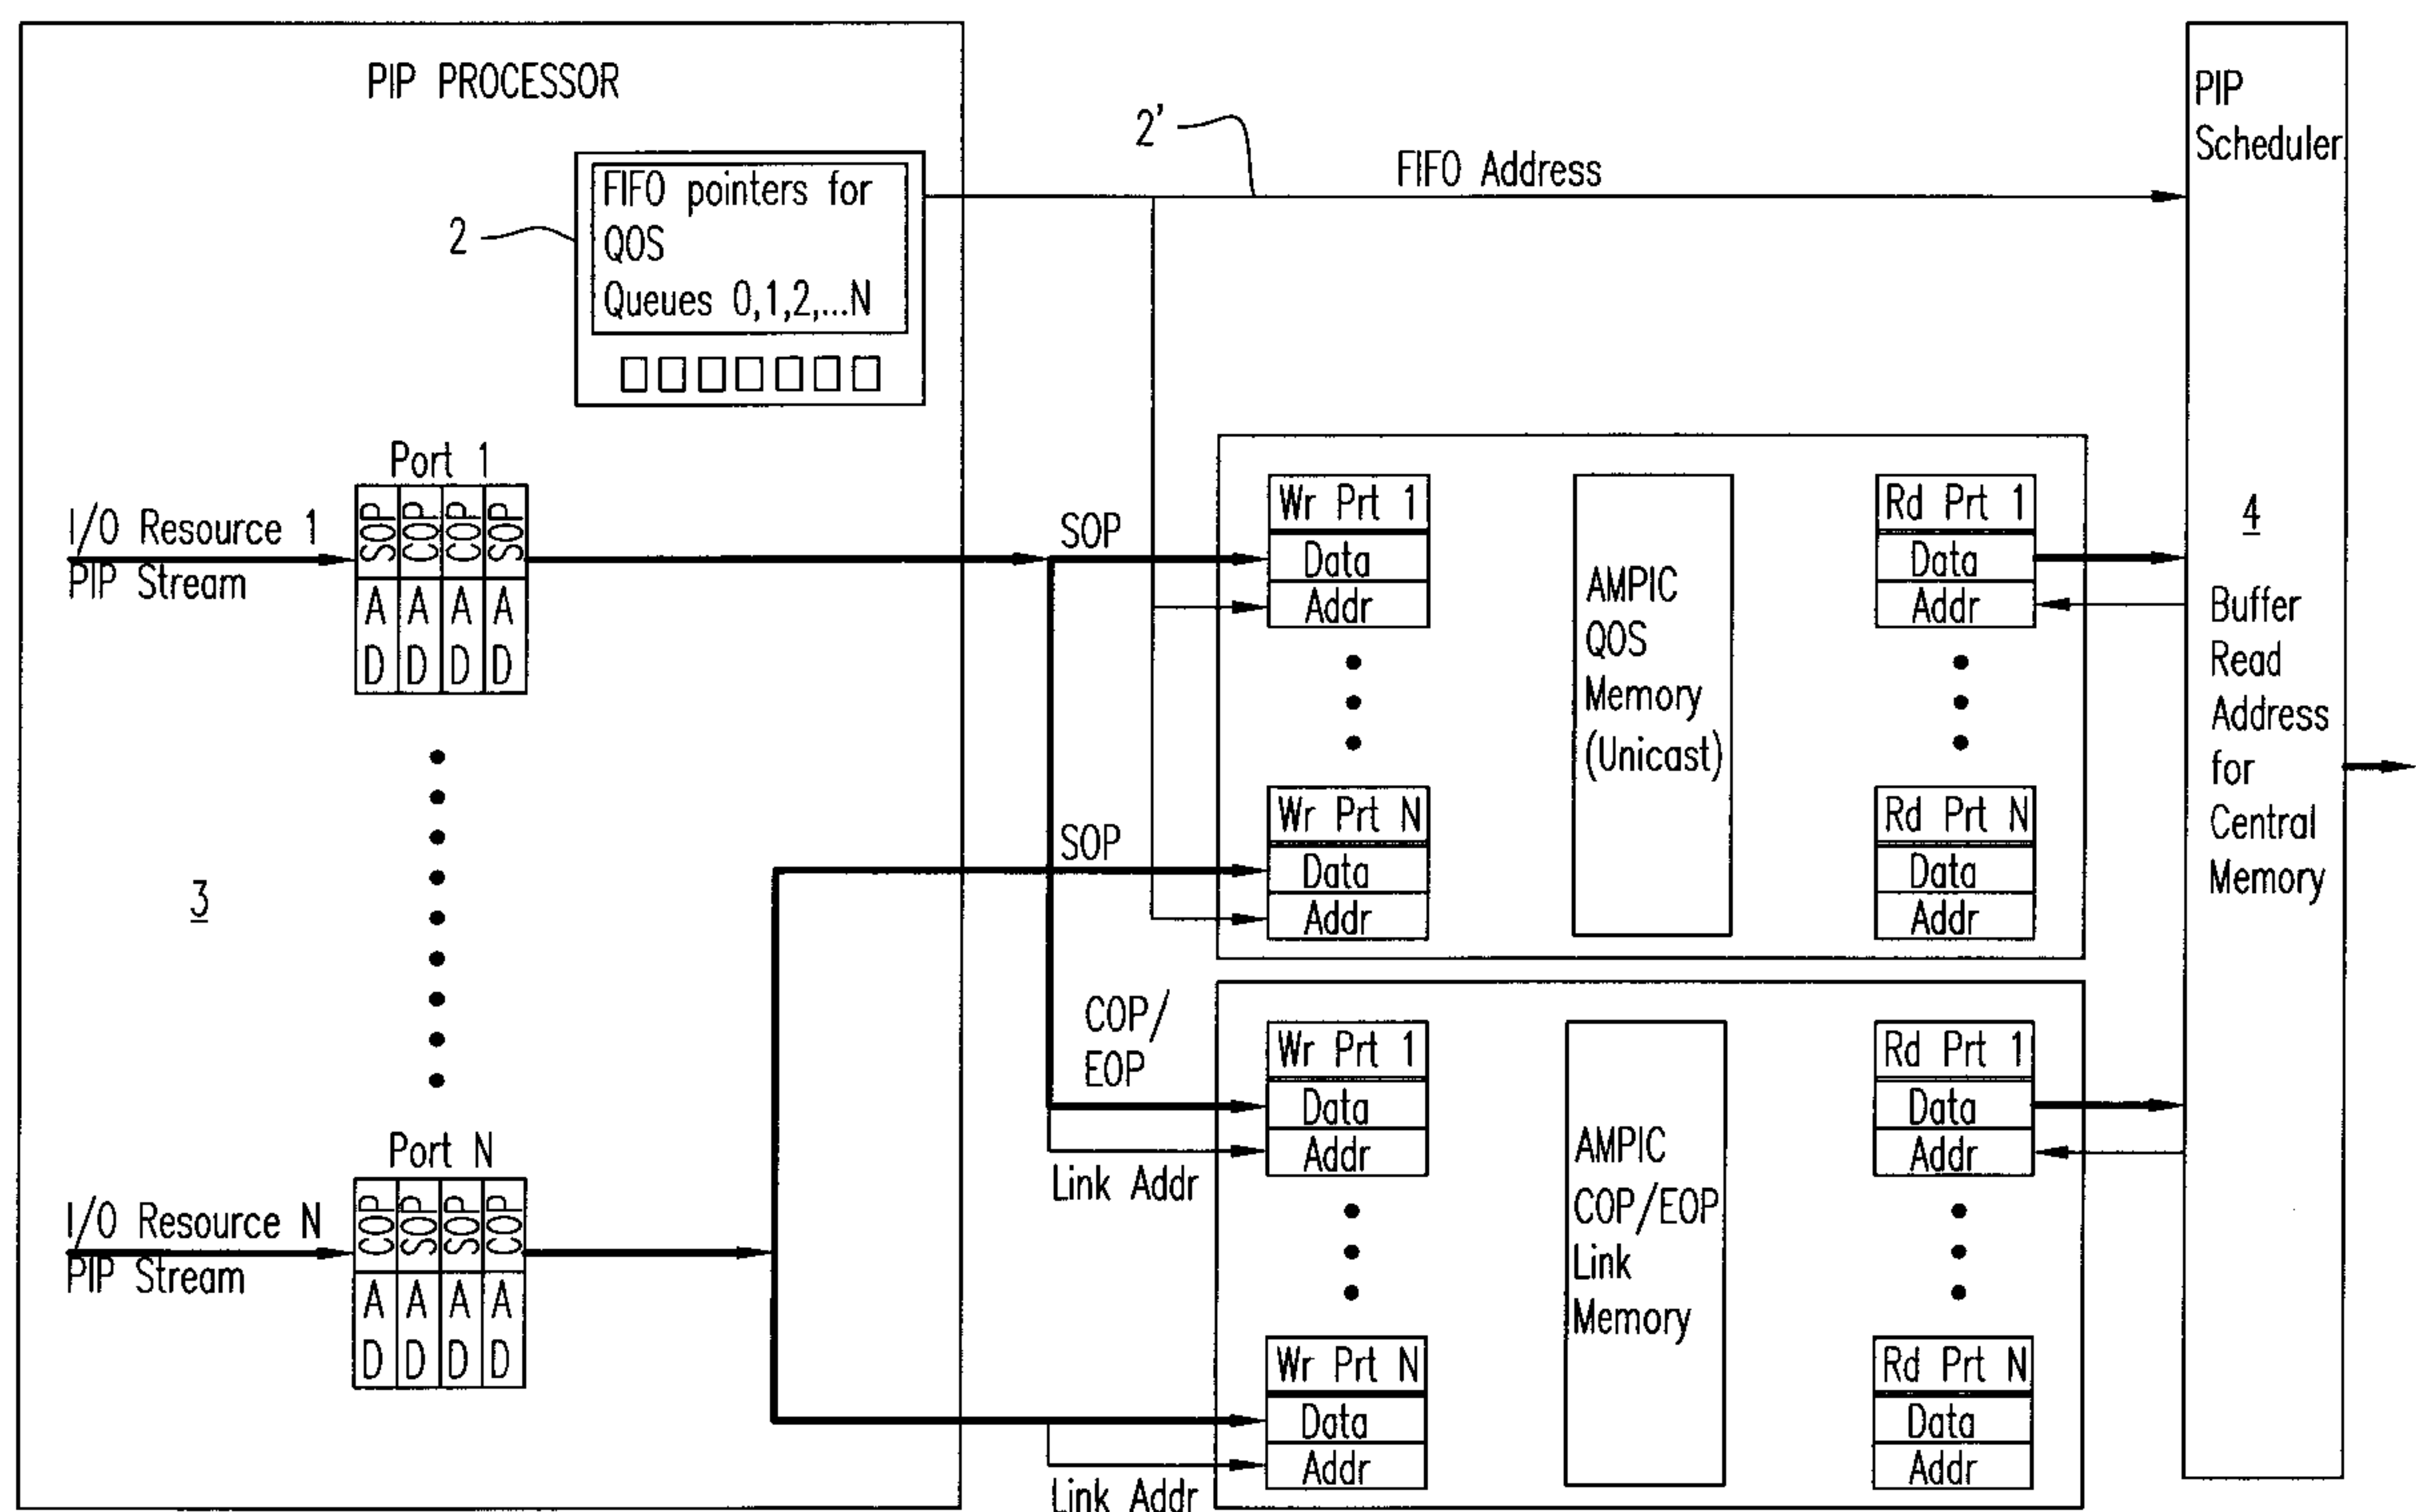 PIP PROCESSOR
2
FIFO pointers for
QOS
Queues 0,1,2,...N
2'
FIFO Address
PIP
Scheduler
4
Buffer
Read
Address
for
Central
Memory
3
Port 1
I/O Resource 1
PIP Stream
SOP COP COP SOP
A A A A
D D D D
Port N
I/O Resource N
PIP Stream
COP SOP SOP COP
A A A A
D D D D
SOP
SOP
COP/
EOP
Link Addr
Link Addr
Wr Prt 1
Data
Addr
Wr Prt N
Data
Addr
AMPIC
QOS
Memory
(Unicast)
Rd Prt 1
Data
Addr
Rd Prt N
Data
Addr
Wr Prt 1
Data
Addr
Wr Prt N
Data
Addr
AMPIC
COP/EOP
Link
Memory
Rd Prt 1
Data
Addr
Rd Prt N
Data
Addr